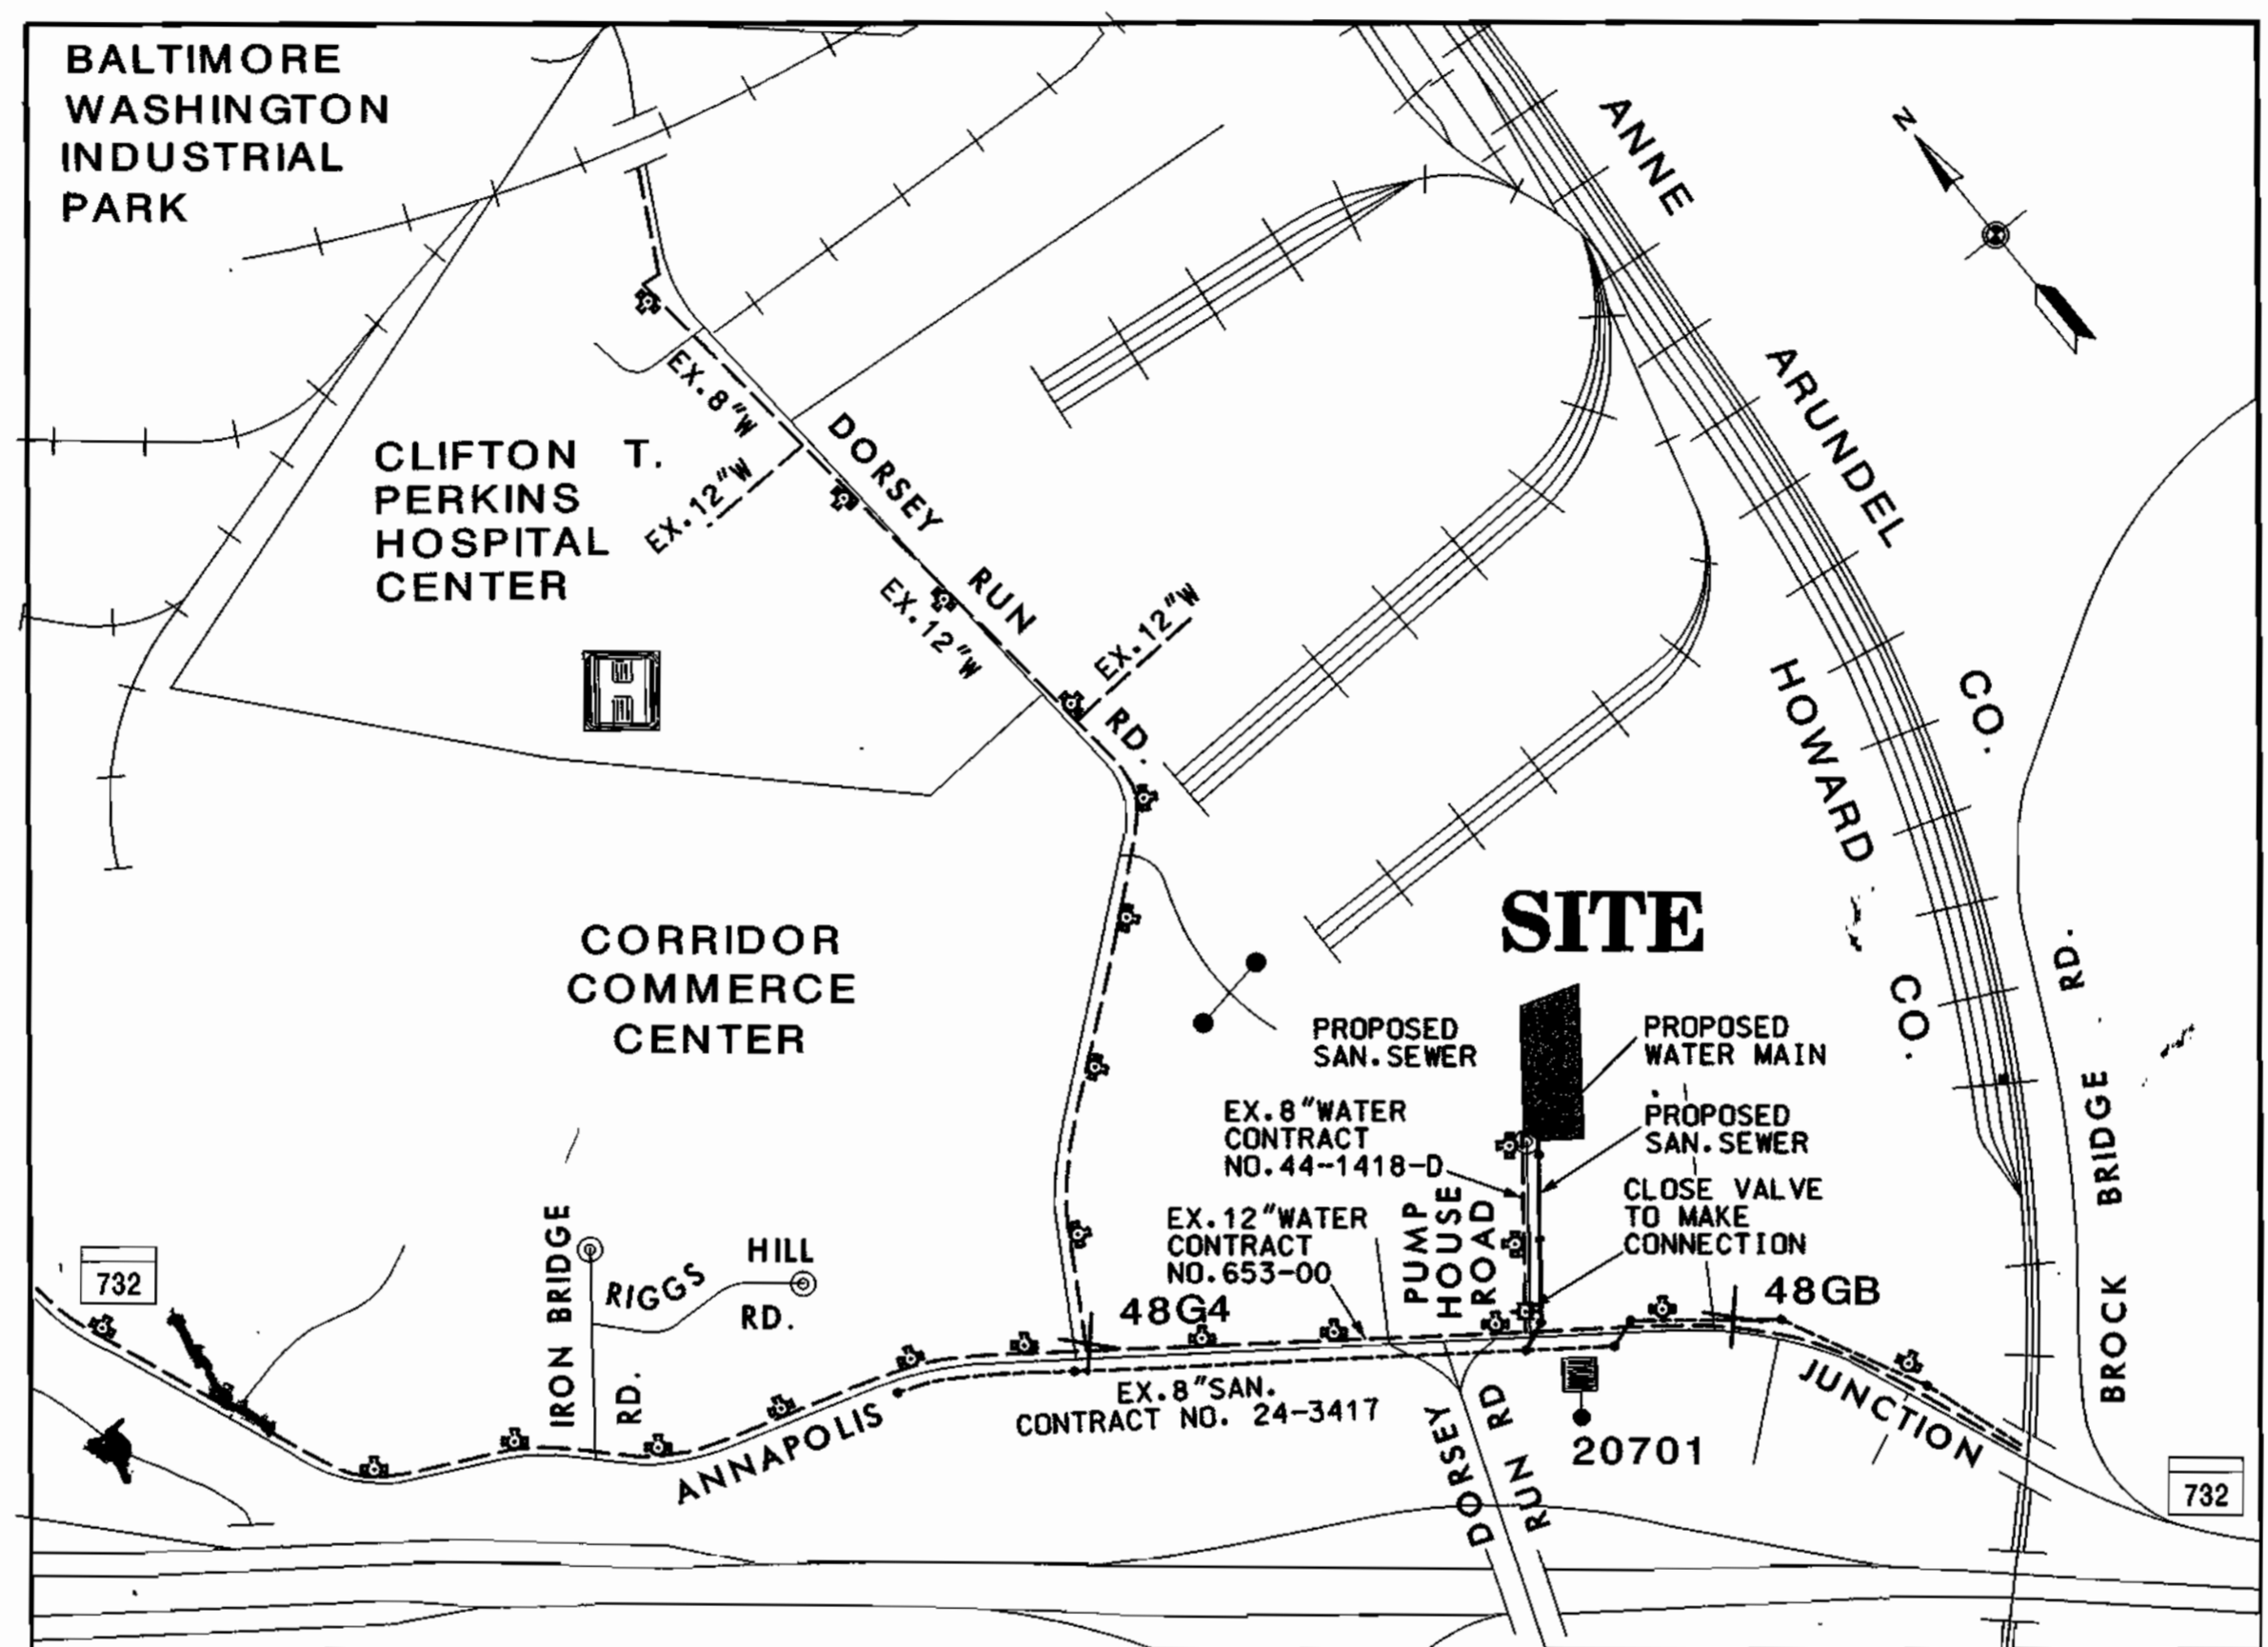 BALTIMORE
WASHINGTON
INDUSTRIAL
PARK
N
ANNE
ARUNDEL
CO.
HOWARD
CO.
EX.8"W
DORSEY
RUN
RD.
EX.12"W
EX.12"W
EX.12"W
CLIFTON T.
PERKINS
HOSPITAL
CENTER
H
CORRIDOR
COMMERCE
CENTER
SITE
PROPOSED
SAN.SEWER
PROPOSED
WATER MAIN
EX.8"WATER
CONTRACT
NO.44-1418-D
PROPOSED
SAN.SEWER
CLOSE VALVE
TO MAKE
CONNECTION
EX.12"WATER
CONTRACT
NO.653-00
PUMP
HOUSE
ROAD
BROCK BRIDGE RD.
732
IRON BRIDGE
RD.
RIGGS
HILL
RD.
48G4
48GB
EX.8"SAN.
CONTRACT NO. 24-3417
ANNAPOLIS
JUNCTION
DORSEY
RUN RD
20701
732